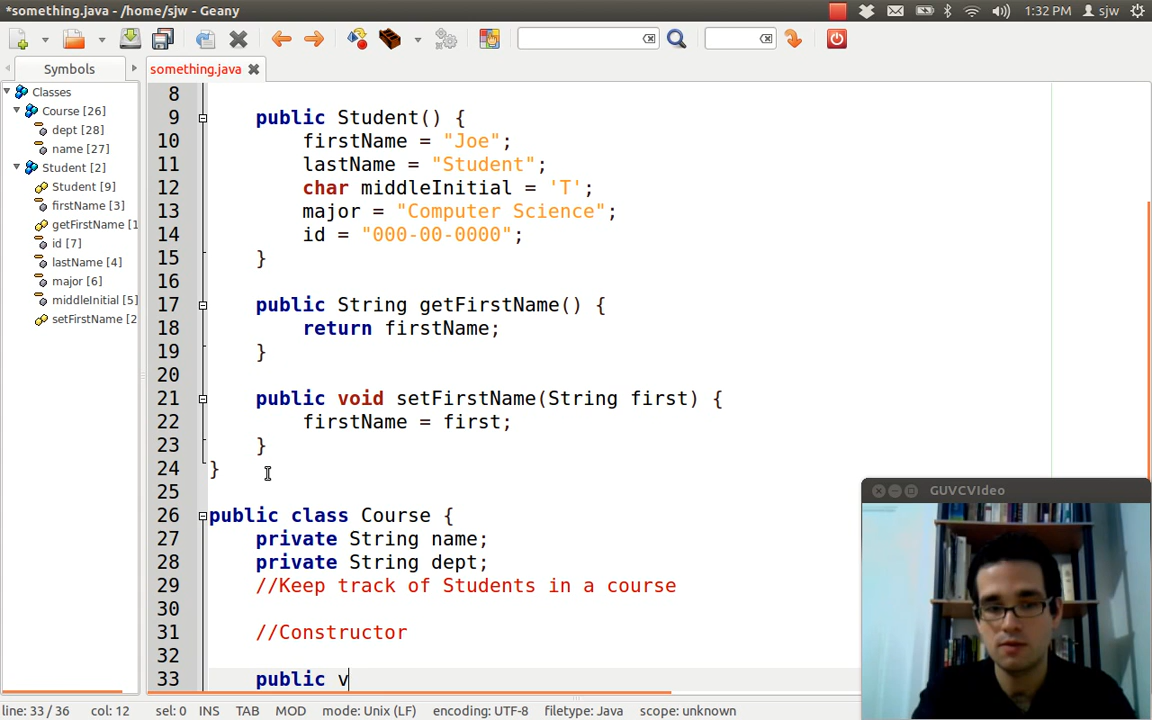 *something.java - /home/sjw - Geany
1:32 PM sjw
Symbols
something.java
Classes
Course [26]
dept [28]
name [27]
Student [2]
Student [9]
firstName [3]
getFirstName [1
id [7]
lastName [4]
major [6]
middleInitial [5]
setFirstName [2
8
9 public Student() {
10 firstName = "Joe";
11 lastName = "Student";
12 char middleInitial = 'T';
13 major = "Computer Science";
14 id = "000-00-0000";
15 }
16
17 public String getFirstName() {
18 return firstName;
19 }
20
21 public void setFirstName(String first) {
22 firstName = first;
23 }
24 }
25
26 public class Course {
27 private String name;
28 private String dept;
29 //Keep track of Students in a course
30
31 //Constructor
32
33 public v
GUVCVIdeo
line: 33 / 36 col: 12 sel: 0 INS TAB MOD mode: Unix (LF) encoding: UTF-8 filetype: Java scope: unknown